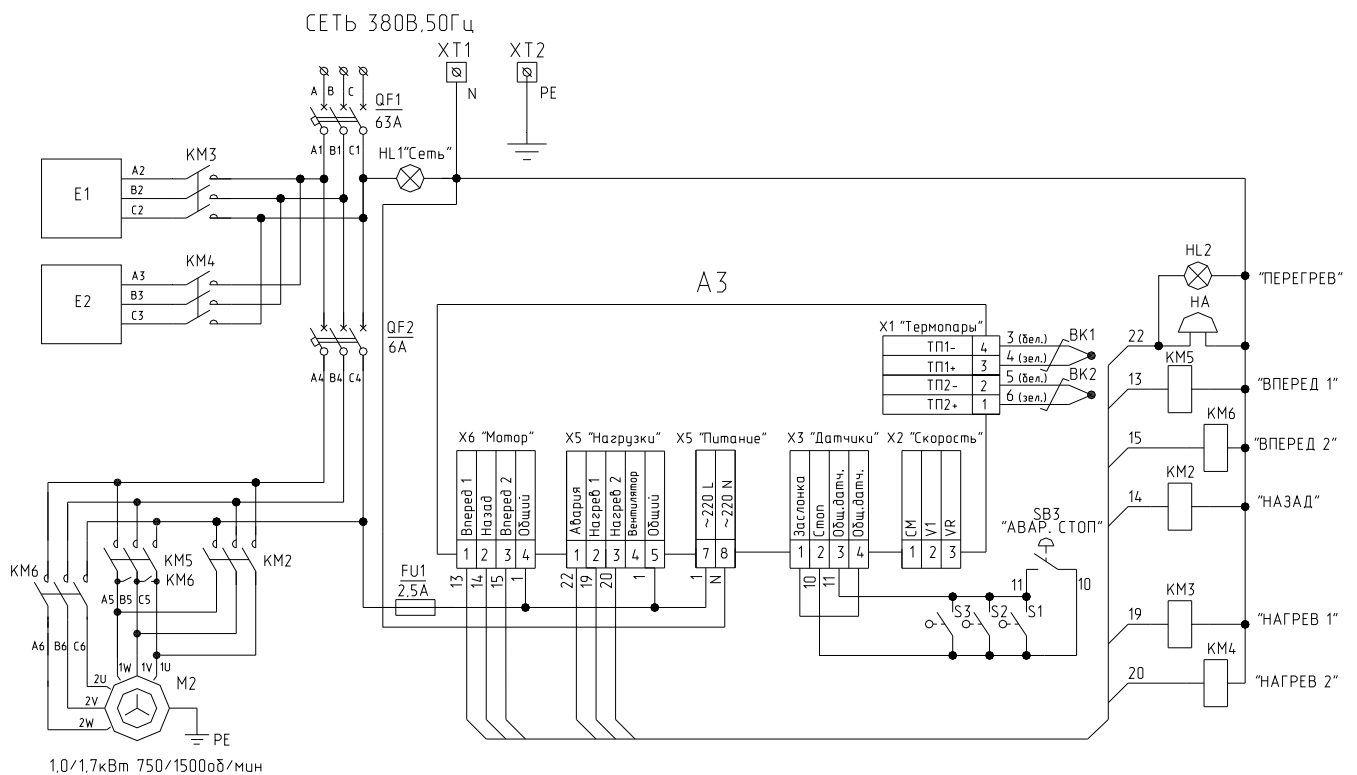 СЕТЬ 380В,50Гц
XT1
XT2
N
PE
A B C
QF1
63A
A1 B1 C1
HL1"Сеть"
KM3
E1
A2
B2
C2
KM4
E2
A3
B3
C3
QF2
6A
A4 B4 C4
A3
X1 "Термопары"
ТП1- 4 3 (бел.)
ТП1+ 3 4 (зел.)
BK1
ТП2- 2 5 (бел.)
ТП2+ 1 6 (зел.)
BK2
HL2
"ПЕРЕГРЕВ"
HA
22
KM5
13
"ВПЕРЕД 1"
KM6
15
"ВПЕРЕД 2"
KM2
14
"НАЗАД"
KM3
19
"НАГРЕВ 1"
KM4
20
"НАГРЕВ 2"
X6 "Мотор"
Вперед 1
Назад
Вперед 2
Общий
1 2 3 4
13 14 15 1
X5 "Нагрузки"
Авария
Нагрев 1
Нагрев 2
Вентилятор
Общий
1 2 3 4 5
22 19 20 1
X5 "Питание"
~220 L
~220 N
7 8
1 N
X3 "Датчики"
Заслонка
Стоп
Общ.датч.
Общ.датч.
1 2 3 4
10 11
X2 "Скорость"
CM
V1
VR
1 2 3
SB3
"АВАР. СТОП"
11 10
S3 S2 S1
FU1
2,5A
KM6
KM5
KM6
KM2
A5 B5 C5
A6 B6 C6
1W 1V 1U
2U
2V
2W
M2
PE
1,0/1,7кВт 750/1500об/мин